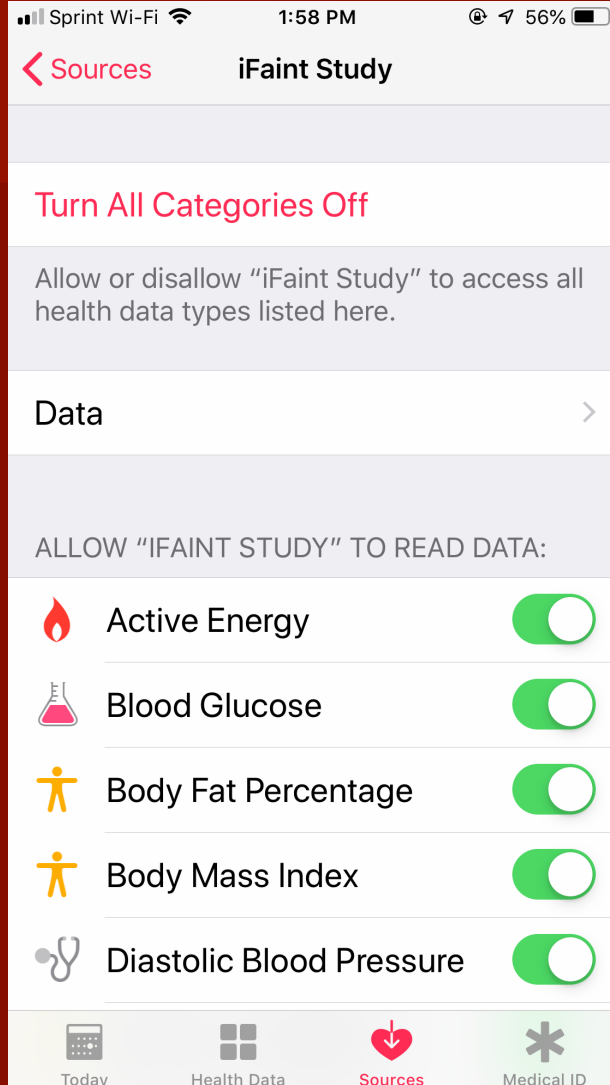 Sprint Wi-Fi 1:58 PM 56%
Sources iFaint Study
Turn All Categories Off
Allow or disallow “iFaint Study” to access all
health data types listed here.
Data
ALLOW “IFAINT STUDY” TO READ DATA:
Active Energy
Blood Glucose
Body Fat Percentage
Body Mass Index
Diastolic Blood Pressure
Today Health Data Sources Medical ID